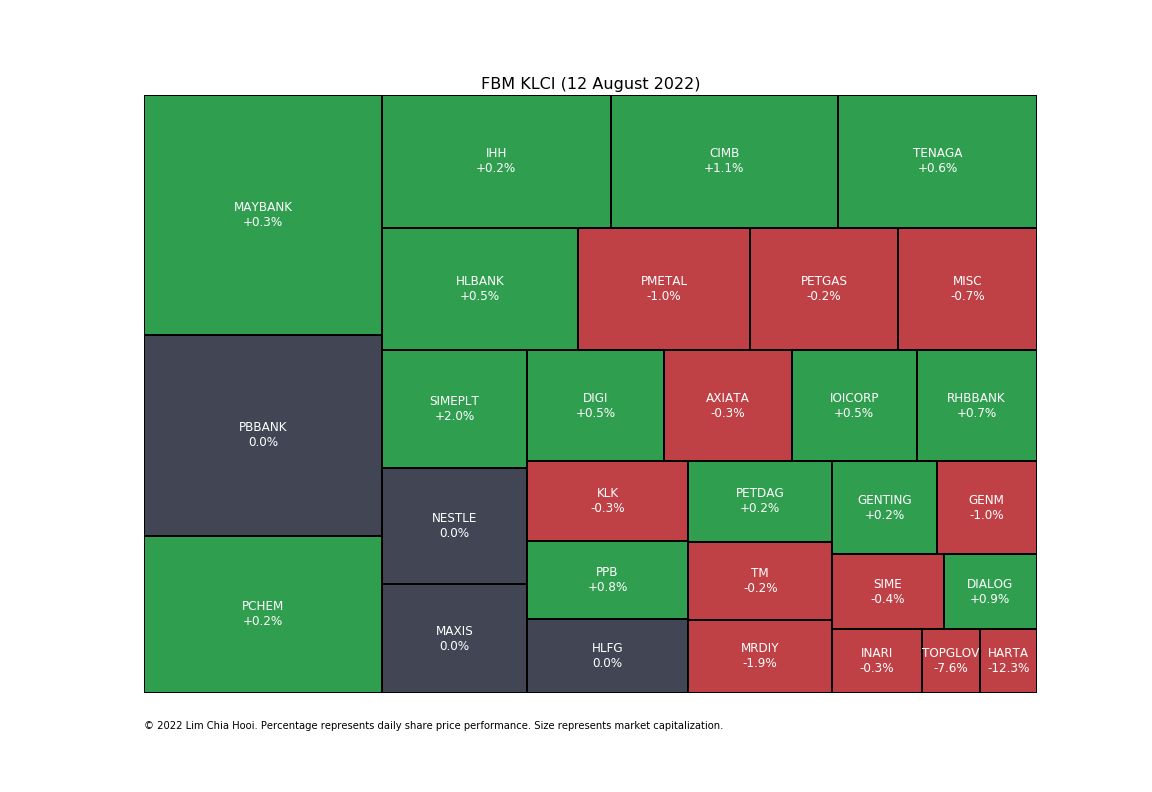 FBM KLCI (12 August 2022)
MAYBANK
+0.3%
IHH
+0.2%
CIMB
+1.1%
TENAGA
+0.6%
HLBANK
+0.5%
PMETAL
-1.0%
PETGAS
-0.2%
MISC
-0.7%
PBBANK
0.0%
SIMEPLT
+2.0%
DIGI
+0.5%
AXIATA
-0.3%
IOICORP
+0.5%
RHBBANK
+0.7%
NESTLE
0.0%
KLK
-0.3%
PETDAG
+0.2%
GENTING
+0.2%
GENM
-1.0%
PCHEM
+0.2%
MAXIS
0.0%
PPB
+0.8%
TM
-0.2%
SIME
-0.4%
DIALOG
+0.9%
HLFG
0.0%
MRDIY
-1.9%
INARI
-0.3%
TOPGLOV
-7.6%
HARTA
-12.3%
© 2022 Lim Chia Hooi. Percentage represents daily share price performance. Size represents market capitalization.